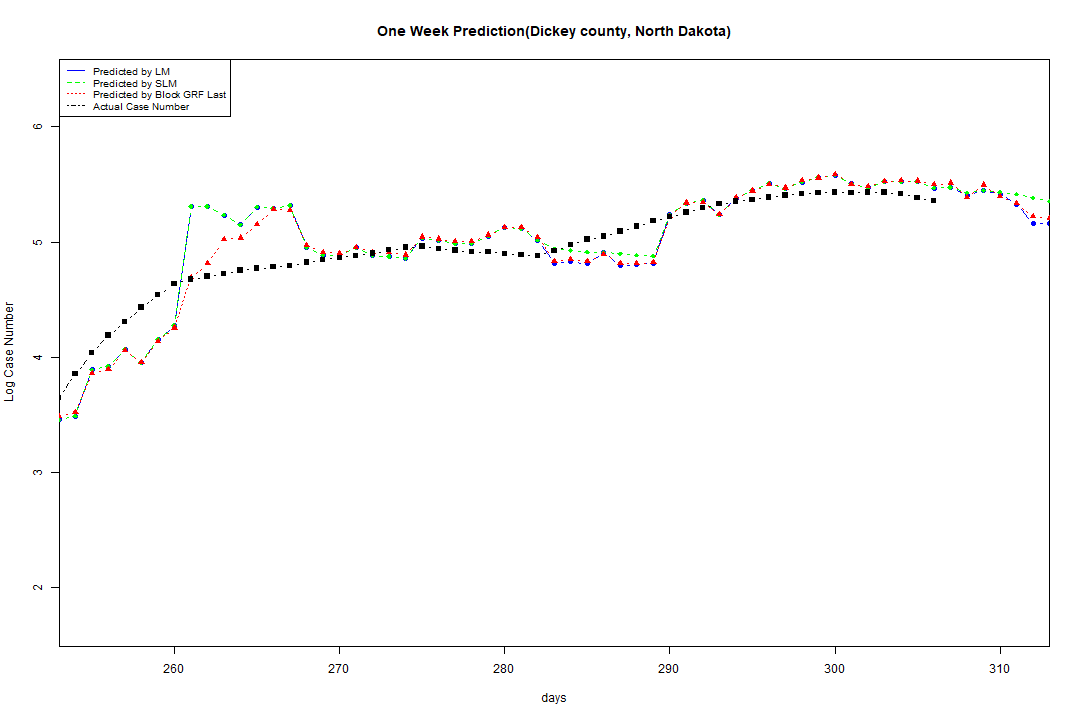 One Week Prediction(Dickey county, North Dakota)
Predicted by LM
Predicted by SLM
Predicted by Block GRF Last
Actual Case Number
6
5
4
3
2
Log Case Number
260 270 280 290 300 310
days